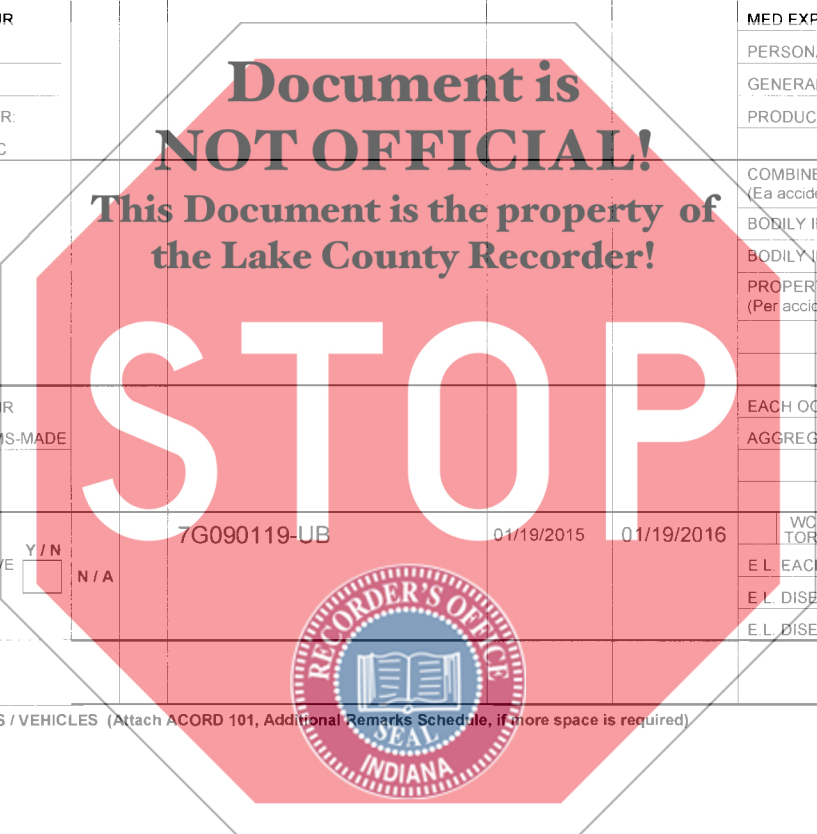 MED EXP
PERSONA
GENERAL
R:
PRODUC
C
Document is
NOT OFFICIAL!
This Document is the property of
the Lake County Recorder!
COMBINE
(Ea accide
BODILY I
BODILY I
PROPERT
(Per accid
STOP
R
EACH OC
MS-MADE
AGGREG
7G090119-UB 01/19/2015 01/19/2016
WC
TOR
Y / N
N / A
E L. EACH
E L. DISE
E.L. DISE
RECORDER'S OFFICE
SEAL
INDIANA
S / VEHICLES (Attach ACORD 101, Additional Remarks Schedule, if more space is required)